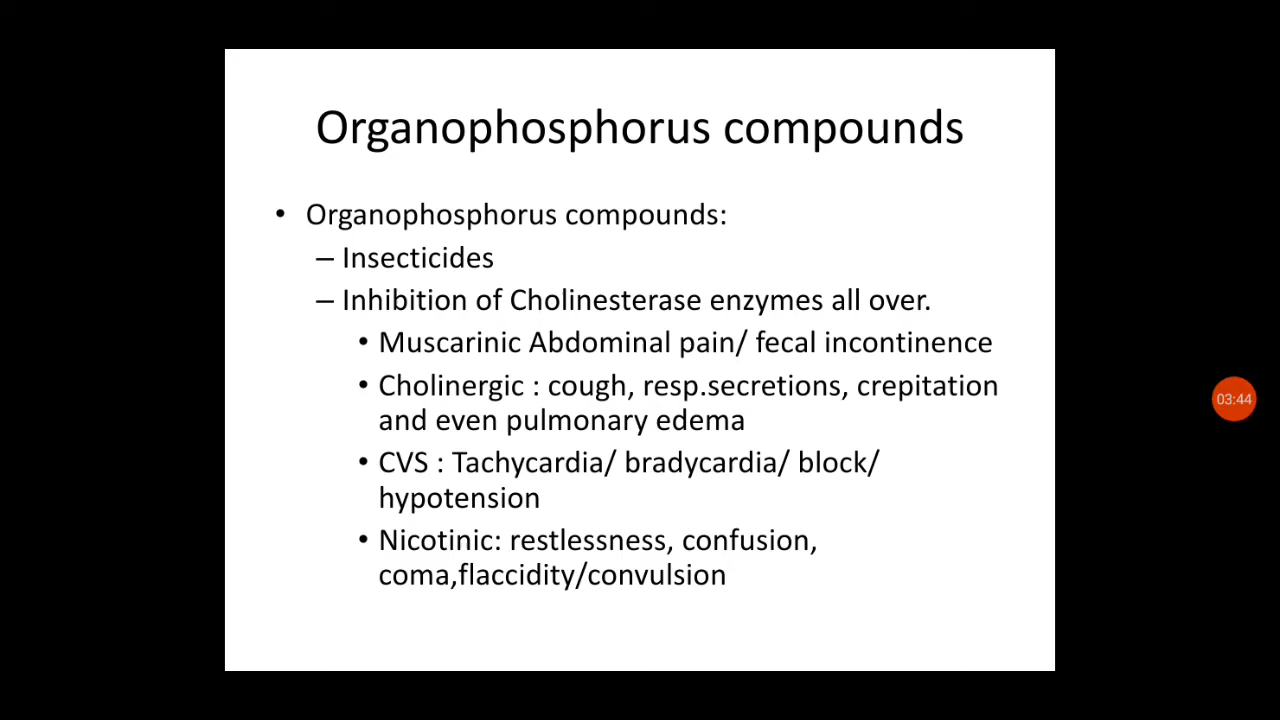 Organophosphorus compounds
• Organophosphorus compounds:
– Insecticides
– Inhibition of Cholinesterase enzymes all over.
• Muscarinic Abdominal pain/ fecal incontinence
• Cholinergic : cough, resp.secretions, crepitation
and even pulmonary edema
• CVS : Tachycardia/ bradycardia/ block/
hypotension
• Nicotinic: restlessness, confusion,
coma,flaccidity/convulsion
03:44